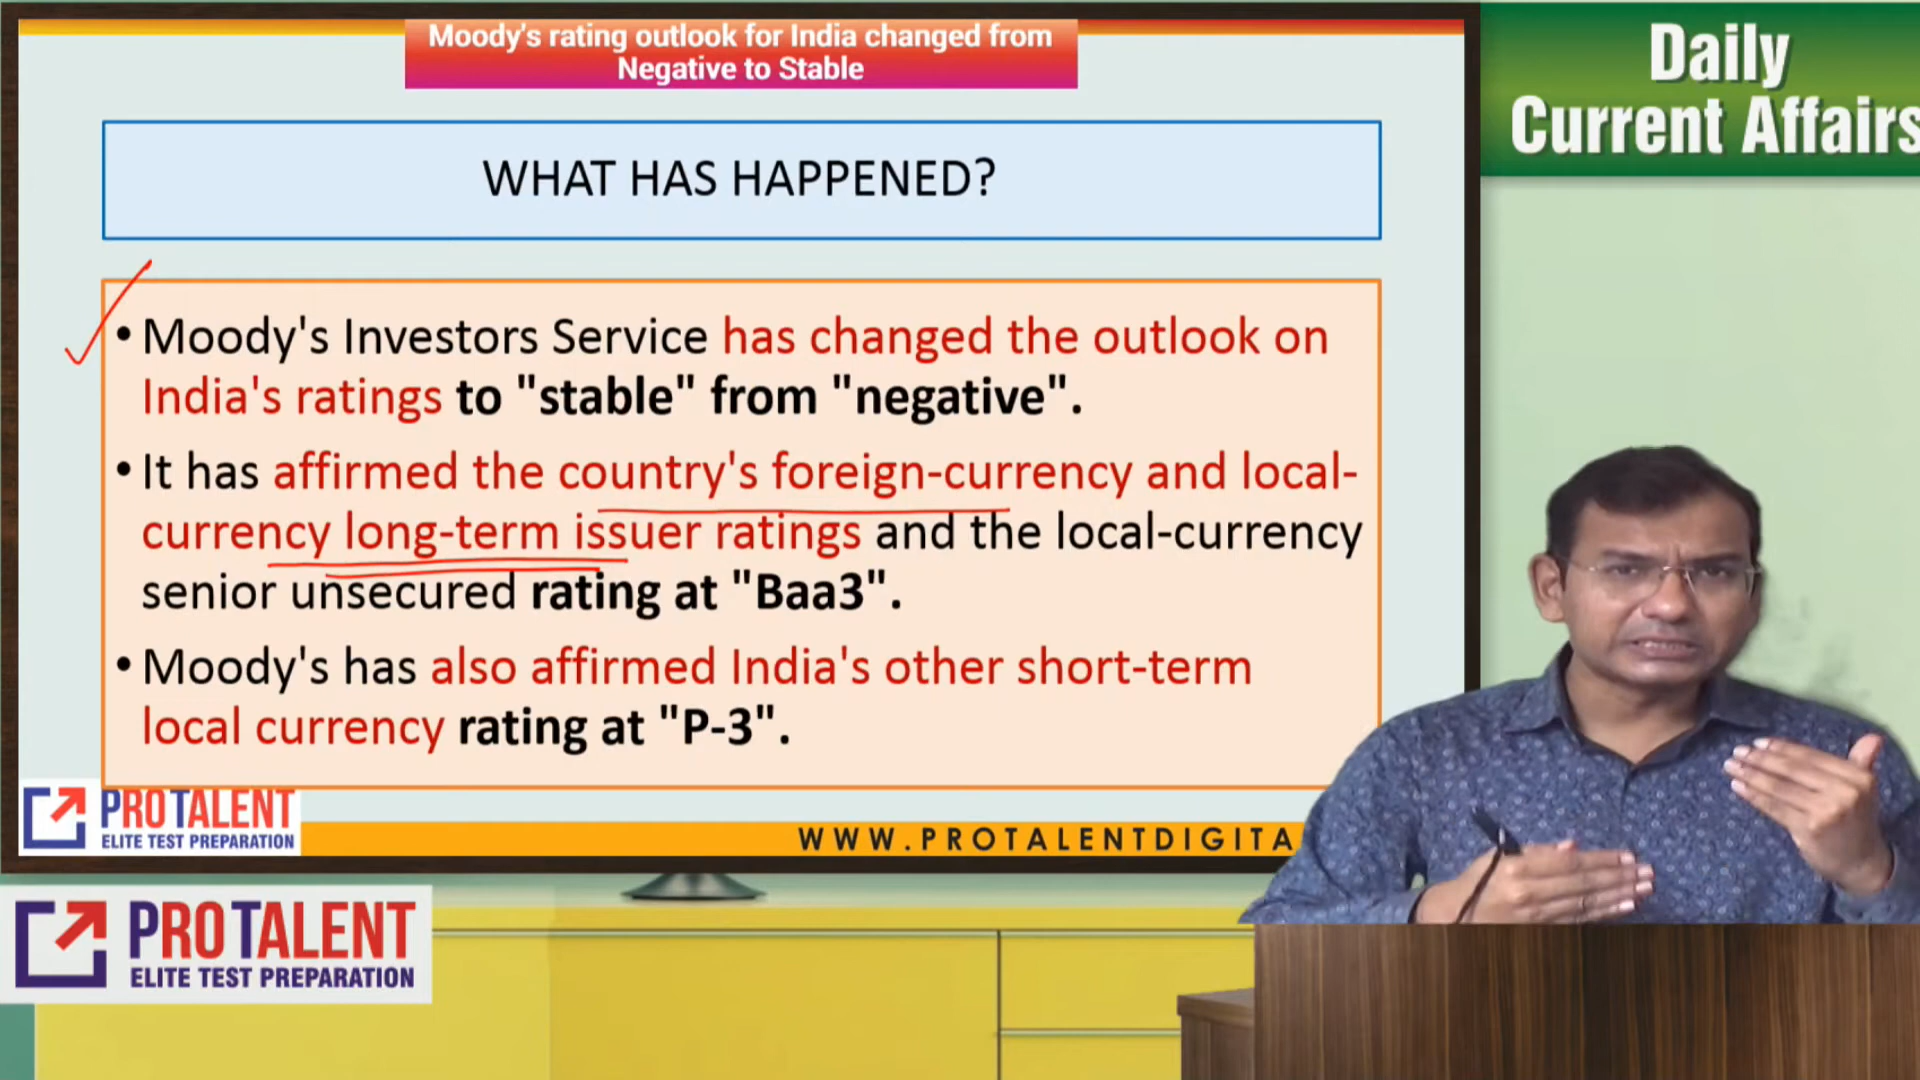 Moody's rating outlook for India changed from
Negative to Stable
Daily
Current Affairs
WHAT HAS HAPPENED?
• Moody's Investors Service has changed the outlook on
India's ratings to "stable" from "negative".
• It has affirmed the country's foreign-currency and local-
currency long-term issuer ratings and the local-currency
senior unsecured rating at "Baa3".
• Moody's has also affirmed India's other short-term
local currency rating at "P-3".
PROTALENT
ELITE TEST PREPARATION
WWW.PROTALENTDIGITA
PROTALENT
ELITE TEST PREPARATION